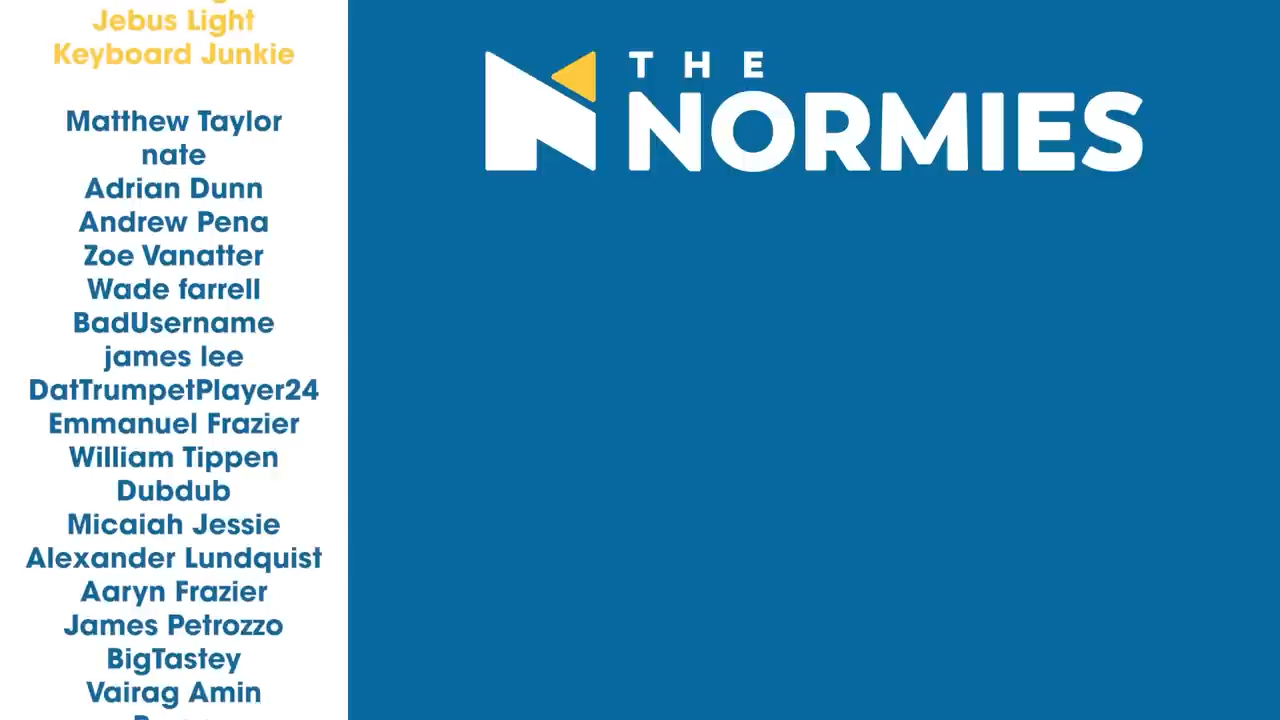 Jebus Light
Keyboard Junkie
Matthew Taylor
nate
Adrian Dunn
Andrew Pena
Zoe Vanatter
Wade farrell
BadUsername
james lee
DatTrumpetPlayer24
Emmanuel Frazier
William Tippen
Dubdub
Micaiah Jessie
Alexander Lundquist
Aaryn Frazier
James Petrozzo
BigTastey
Vairag Amin
THE
NORMIES